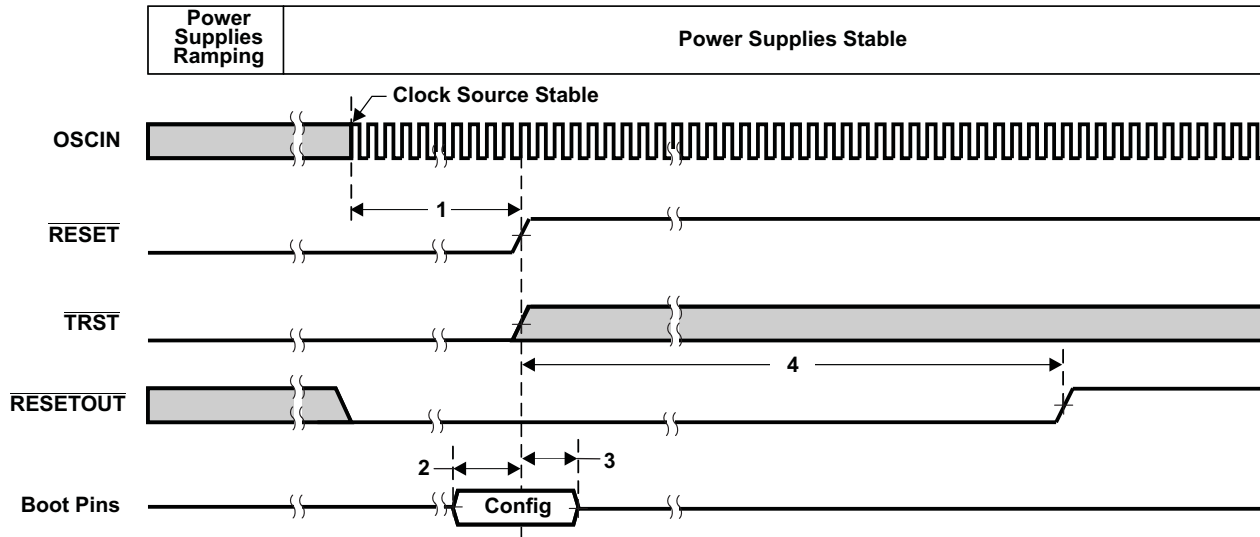 Power
Supplies
Ramping
Power Supplies Stable
Clock Source Stable
OSCIN
1
RESET
TRST
4
RESETOUT
2
3
Boot Pins
Config